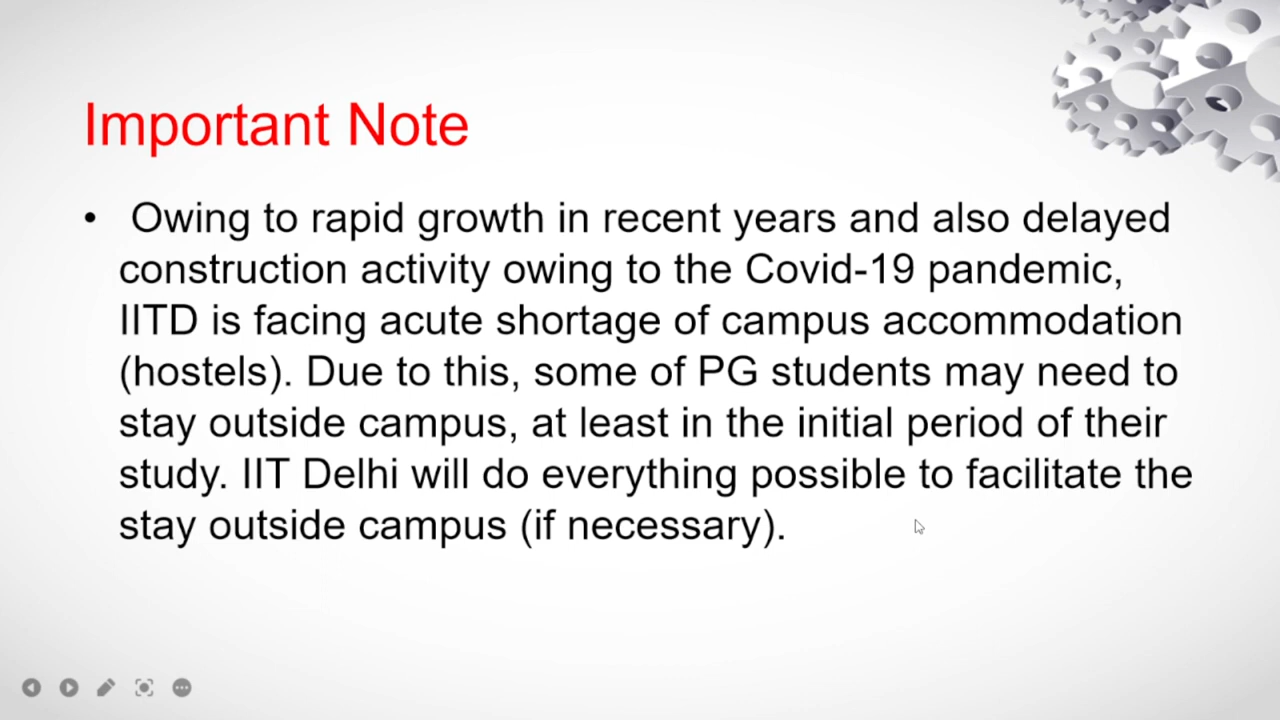 Important Note
• Owing to rapid growth in recent years and also delayed
construction activity owing to the Covid-19 pandemic,
IITD is facing acute shortage of campus accommodation
(hostels). Due to this, some of PG students may need to
stay outside campus, at least in the initial period of their
study. IIT Delhi will do everything possible to facilitate the
stay outside campus (if necessary).